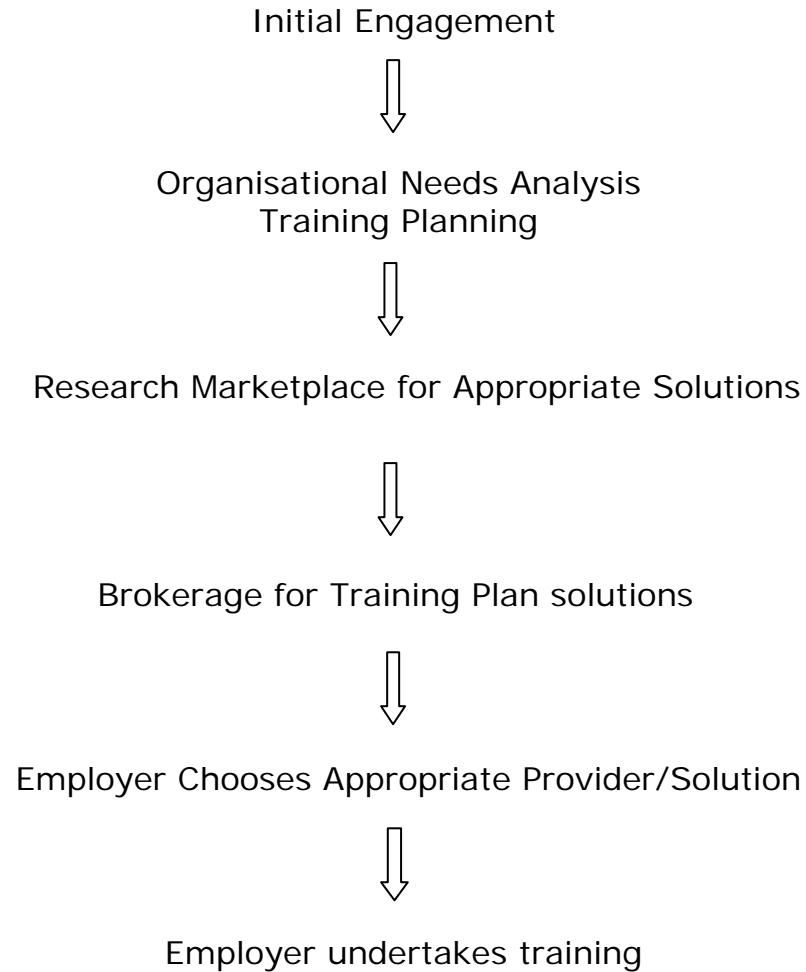 Initial Engagement
Organisational Needs Analysis
Training Planning
Research Marketplace for Appropriate Solutions
Brokerage for Training Plan solutions
Employer Chooses Appropriate Provider/Solution
Employer undertakes training